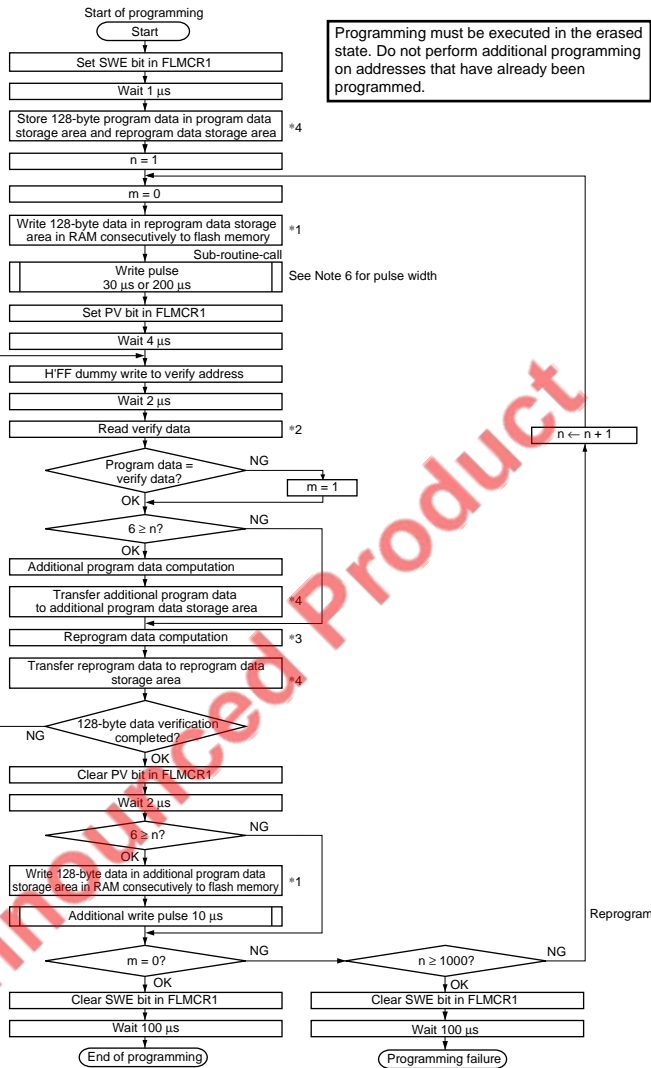 Start of programming
Start
Programming must be executed in the erased
state. Do not perform additional programming
on addresses that have already been
programmed.
Set SWE bit in FLMCR1
Wait 1 µs
Store 128-byte program data in program data
storage area and reprogram data storage area
*4
n = 1
m = 0
Write 128-byte data in reprogram data storage
area in RAM consecutively to flash memory
*1
Sub-routine-call
Write pulse
30 µs or 200 µs
See Note 6 for pulse width
Set PV bit in FLMCR1
Wait 4 µs
H'FF dummy write to verify address
Wait 2 µs
Read verify data
*2
n ← n + 1
Program data =
verify data?
NG
m = 1
OK
6 ≥ n?
NG
OK
Additional program data computation
Transfer additional program data
to additional program data storage area
*4
Reprogram data computation
*3
Transfer reprogram data to reprogram data
storage area
*4
128-byte data verification
completed?
NG
OK
Clear PV bit in FLMCR1
Wait 2 µs
6 ≥ n?
NG
OK
Write 128-byte data in additional program data
storage area in RAM consecutively to flash memory
*1
Additional write pulse 10 µs
Reprogram
m = 0?
NG
n ≥ 1000?
NG
OK
OK
Clear SWE bit in FLMCR1
Clear SWE bit in FLMCR1
Wait 100 µs
Wait 100 µs
End of programming
Programming failure
nnounced Product